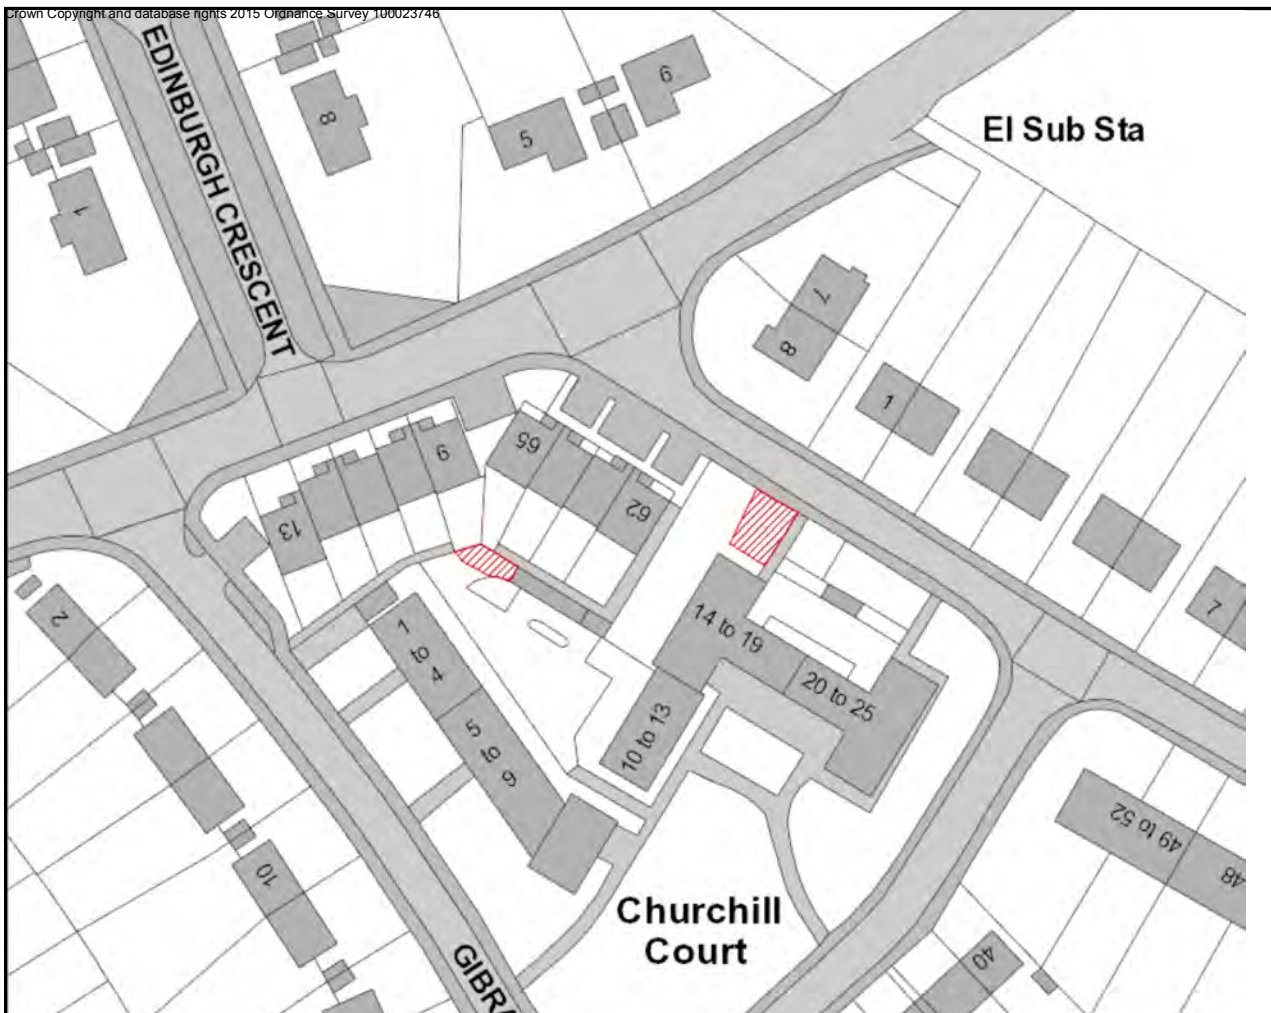 Crown Copyright and database rights 2015 Ordnance Survey 100023746
EDINBURGH CRESCENT
8
5
6
El Sub Sta
1
7
8
1
9
65
62
13
2
1
to
4
14 to 19
20 to 25
7
5
to
9
10 to 13
10
49 to 52
48
Churchill
Court
40
GIBRA